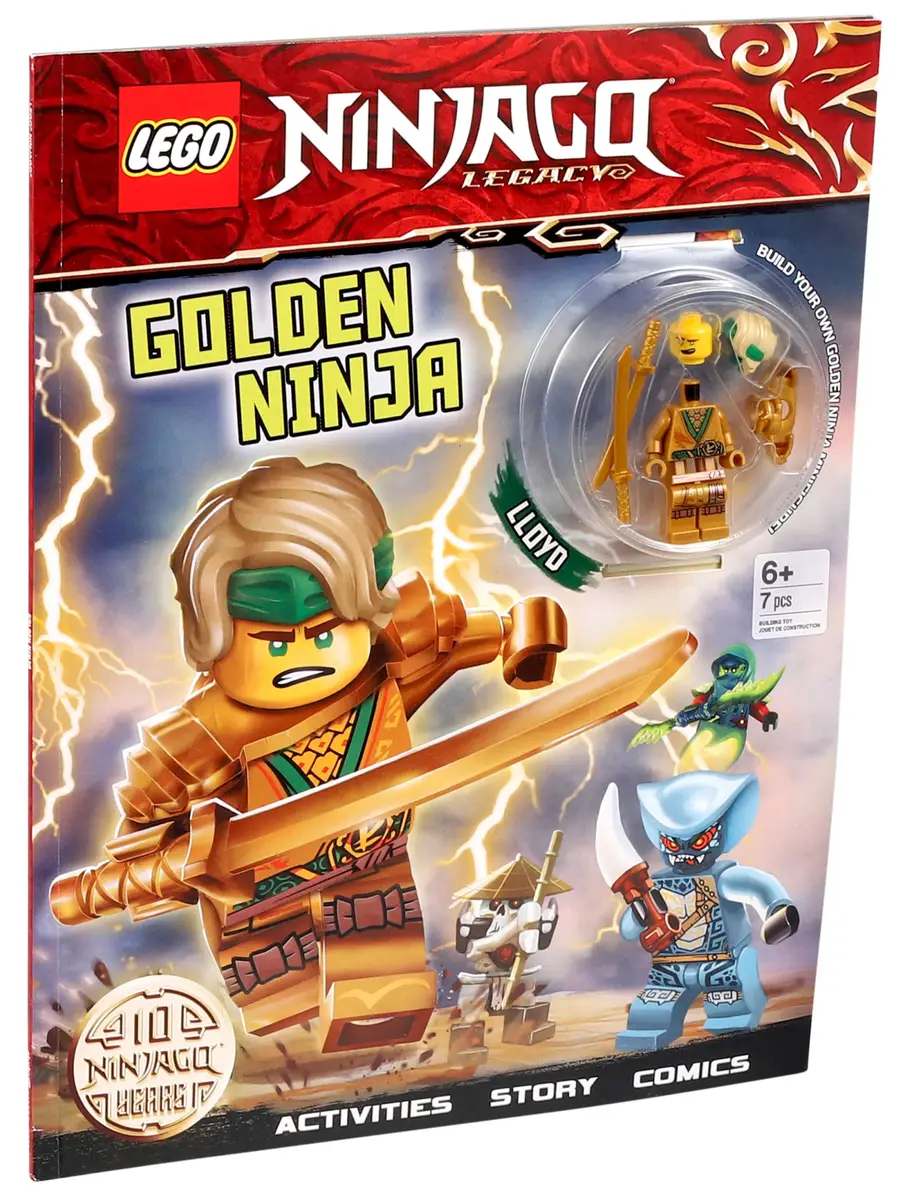 LEGO
NINJAGO®
LEGACY
GOLDEN
NINJA
BUILD YOUR OWN GOLDEN NINJA MINIFIGURE!
LLOYD
6+
7 pcs
BUILDING TOY
JOUET DE CONSTRUCTION
10
NINJAGO
YEARS
ACTIVITIES STORY COMICS